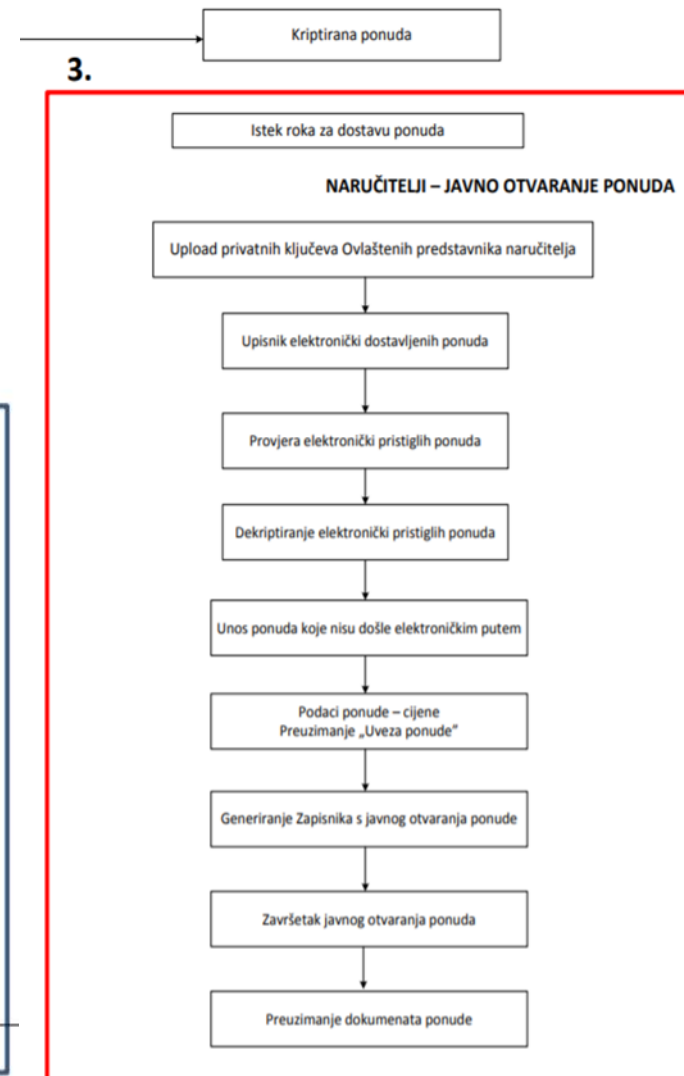 Kriptirana ponuda
3.
Istek roka za dostavu ponuda
NARUČITELJI – JAVNO OTVARANJE PONUDA
Upload privatnih ključeva Ovlaštenih predstavnika naručitelja
Upisnik elektronički dostavljenih ponuda
Provjera elektronički pristiglih ponuda
Dekriptiranje elektronički pristiglih ponuda
Unos ponuda koje nisu došle elektroničkim putem
Podaci ponude – cijene
Preuzimanje „Uveza ponude”
Generiranje Zapisnika s javnog otvaranja ponude
Završetak javnog otvaranja ponuda
Preuzimanje dokumenata ponude